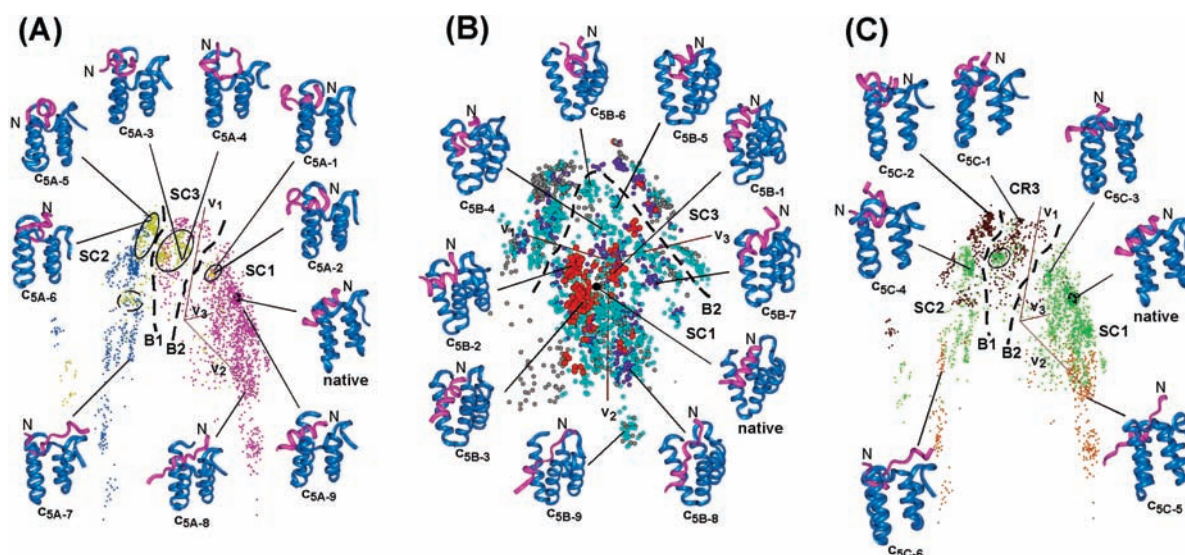 (A)
N
N
N
N
C5A-3
C5A-4
C5A-1
N
C5A-5
SC3
V1
N
N
C5A-2
SC2
SC1
C5A-6
V3
B1
B2
V2
N
native
N
N
N
C5A-7
C5A-8
C5A-9
(B)
N
N
C5B-6
C5B-5
N
N
C5B-1
C5B-4
SC3
N
V1
V3
N
B2
C5B-7
C5B-2
SC1
N
N
V2
native
C5B-3
N
N
C5B-9
C5B-8
(C)
N
N
C5C-1
N
C5C-2
CR3
C5C-3
N
V1
N
C5C-4
native
SC2
V3
SC1
B1
B2
V2
N
N
C5C-5
C5C-6